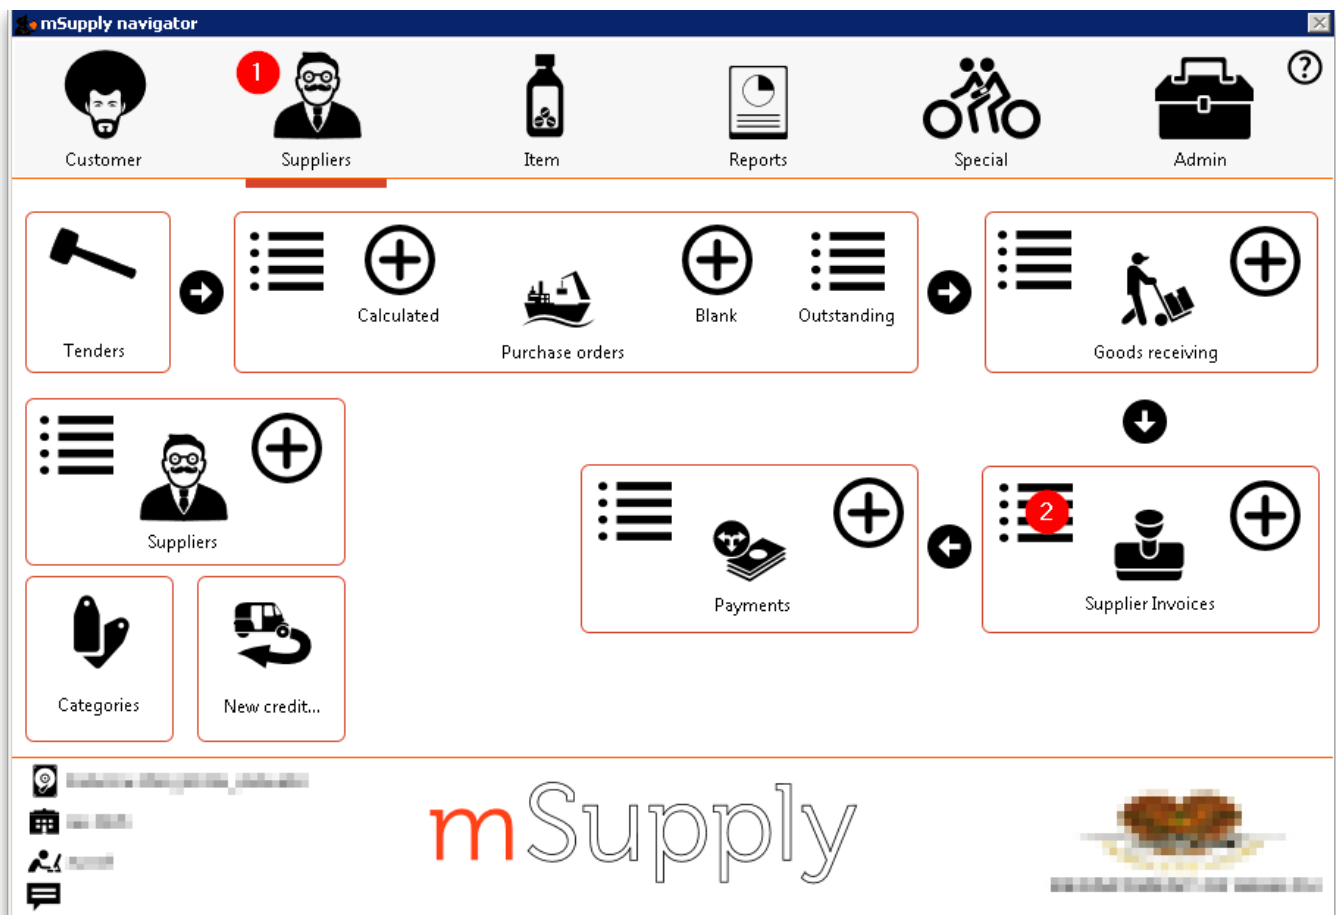 mSupply navigator
1
?
Customer
Suppliers
Item
Reports
Special
Admin
Calculated
Blank
Outstanding
Tenders
Purchase orders
Goods receiving
2
Suppliers
Payments
Supplier Invoices
Categories
New credit...
mSupply